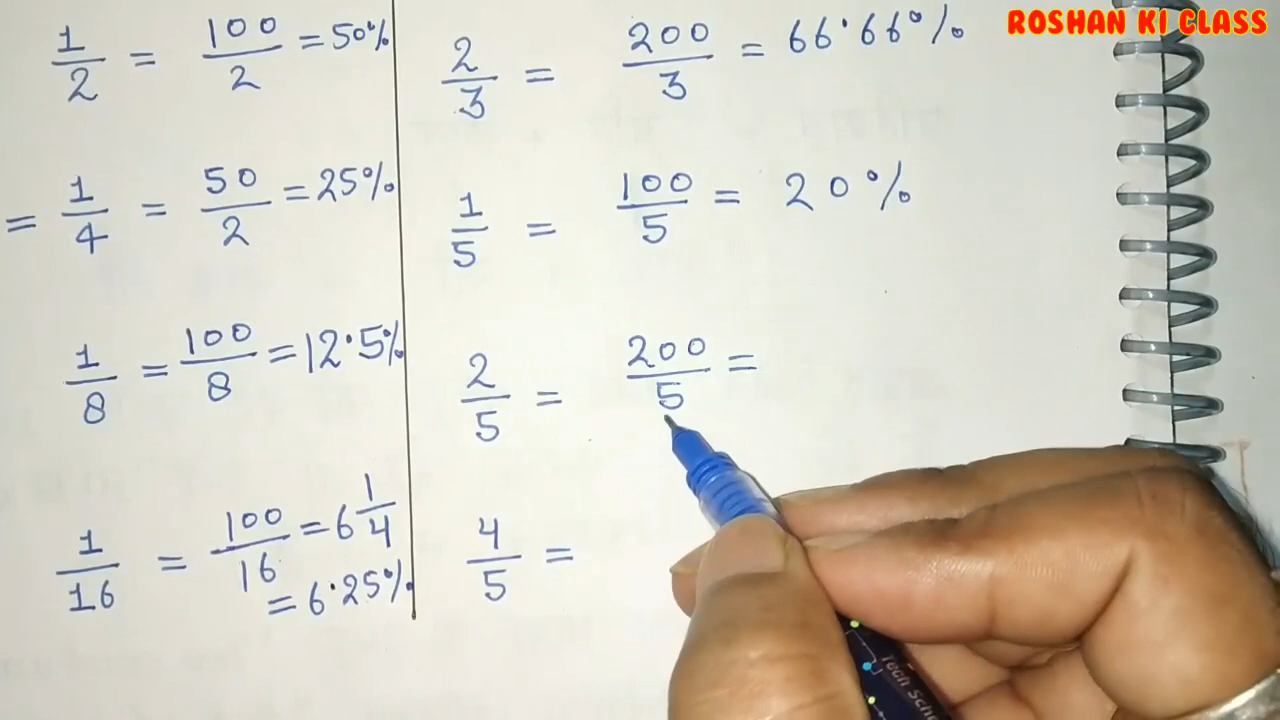 ROSHAN KI CLASS
1/2 = 100/2 = 50%
= 1/4 = 50/2 = 25%
1/8 = 100/8 = 12.5%
1/16 = 100/16 = 6 1/4
= 6.25%
2/3 = 200/3 = 66.66%
1/5 = 100/5 = 20%
2/5 = 200/5 =
4/5 =